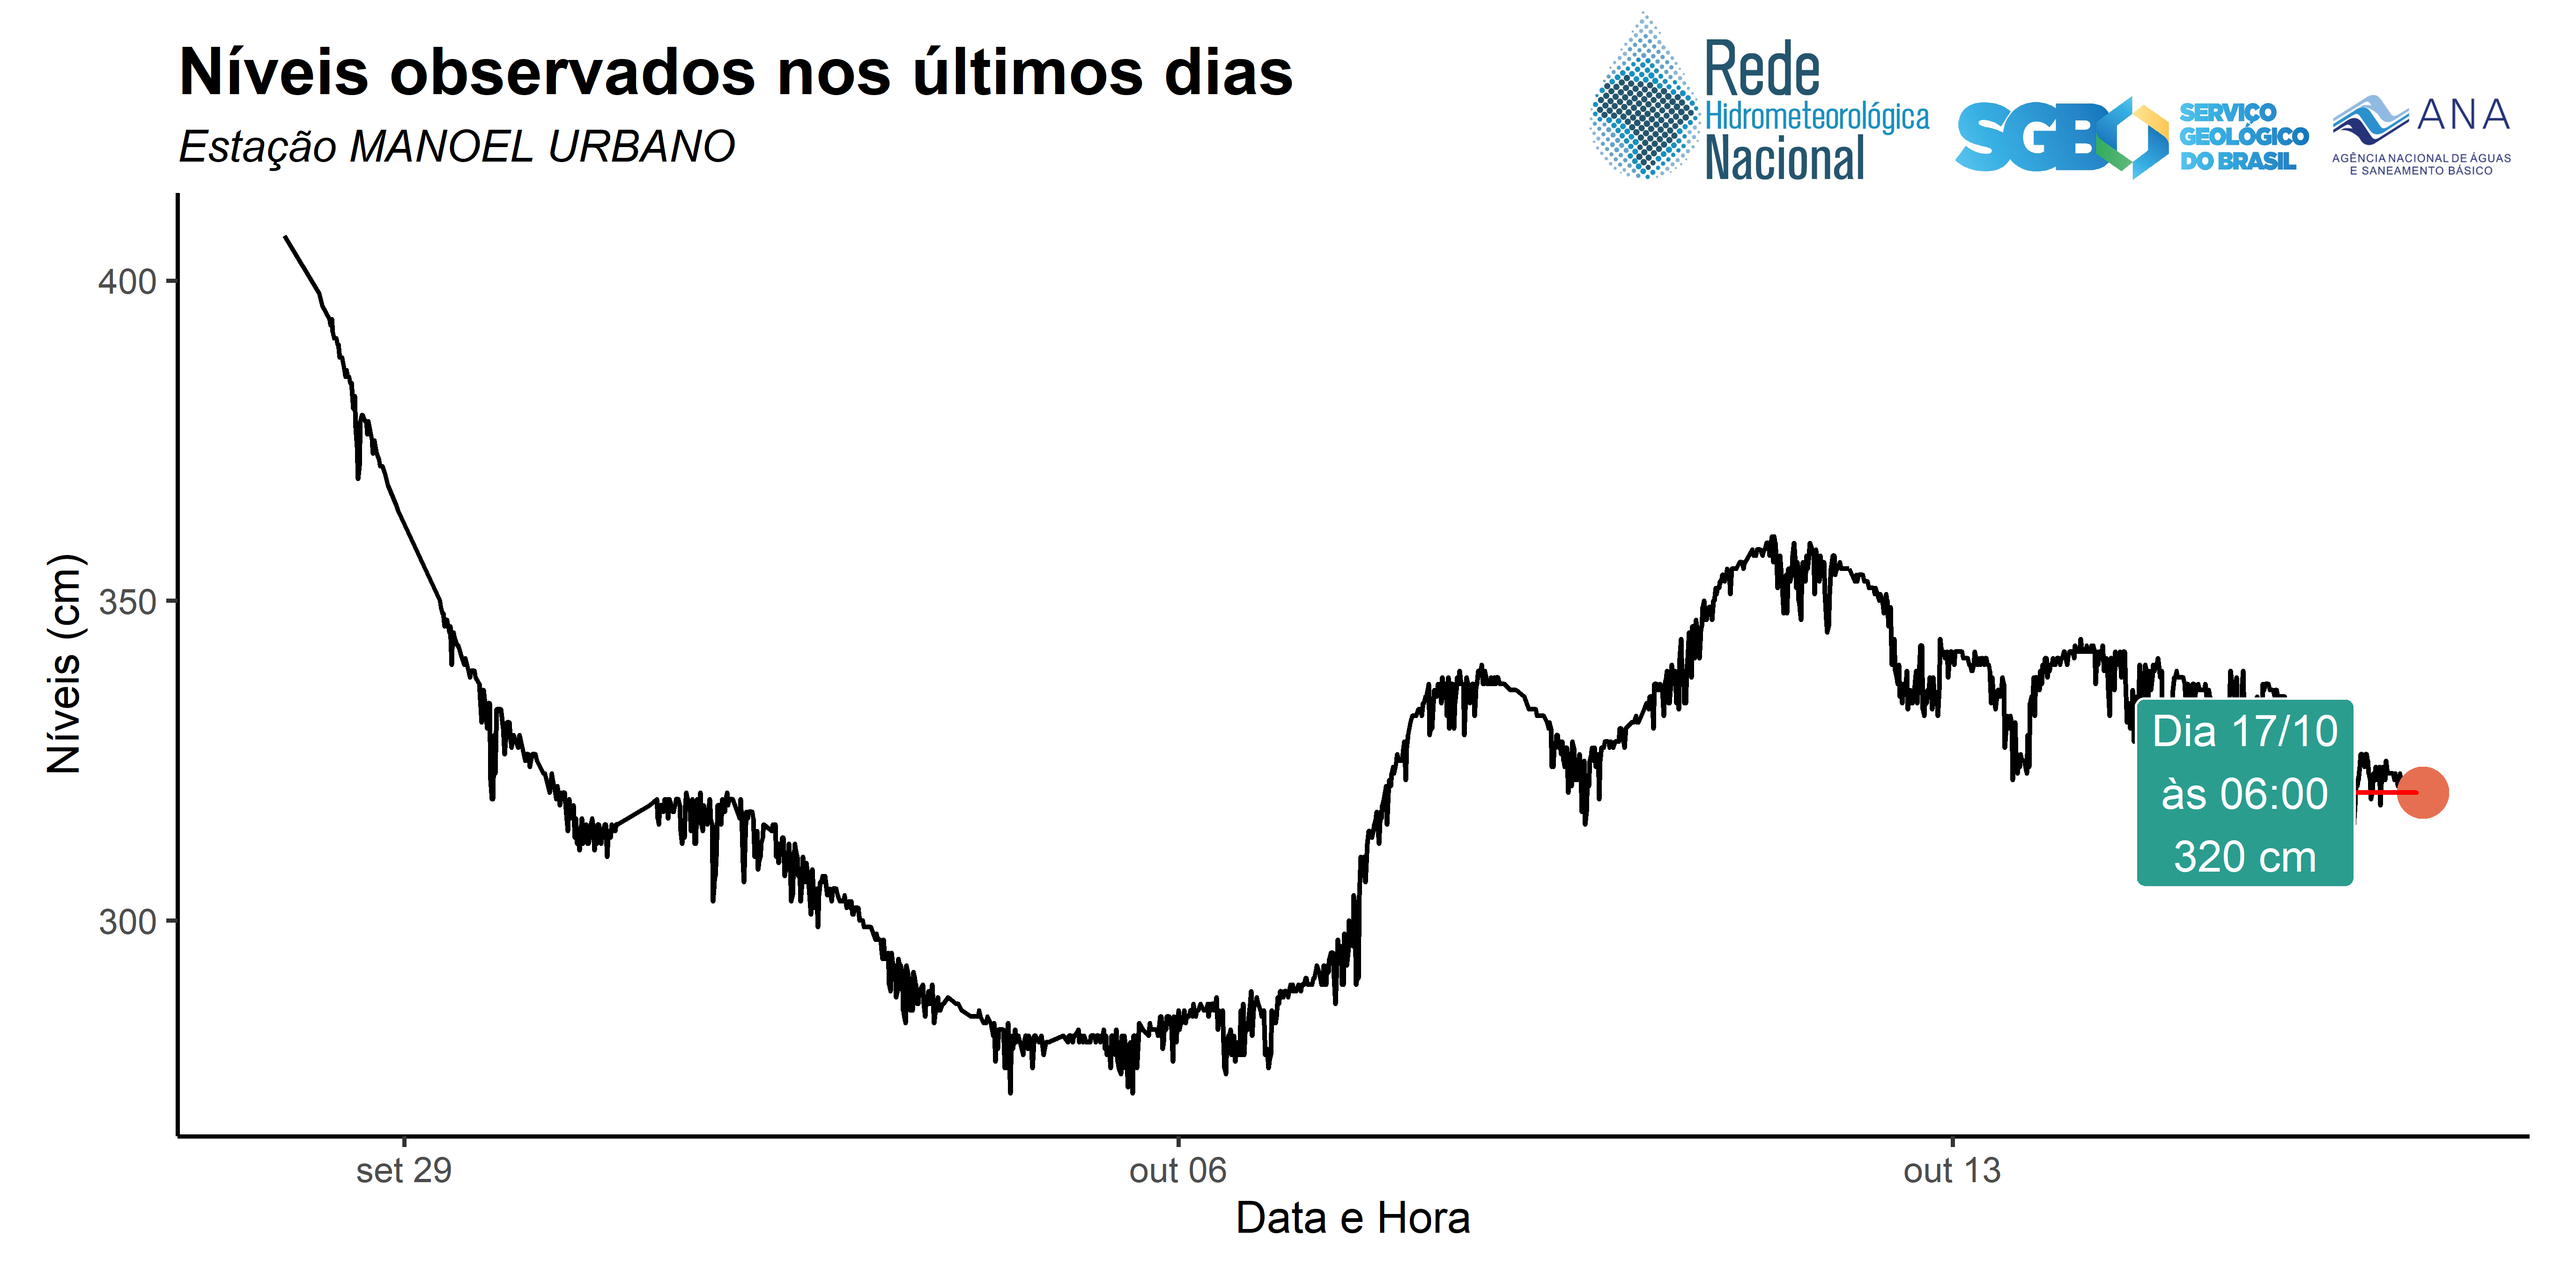 Níveis observados nos últimos dias
Estação MANOEL URBANO
Rede
Hidrometeorológica
Nacional
SGB
SERVIÇO
GEOLÓGICO
DO BRASIL
ANA
AGÊNCIA NACIONAL DE ÁGUAS
E SANEAMENTO BÁSICO
Níveis (cm)
400
350
300
Dia 17/10
às 06:00
320 cm
set 29
out 06
out 13
Data e Hora